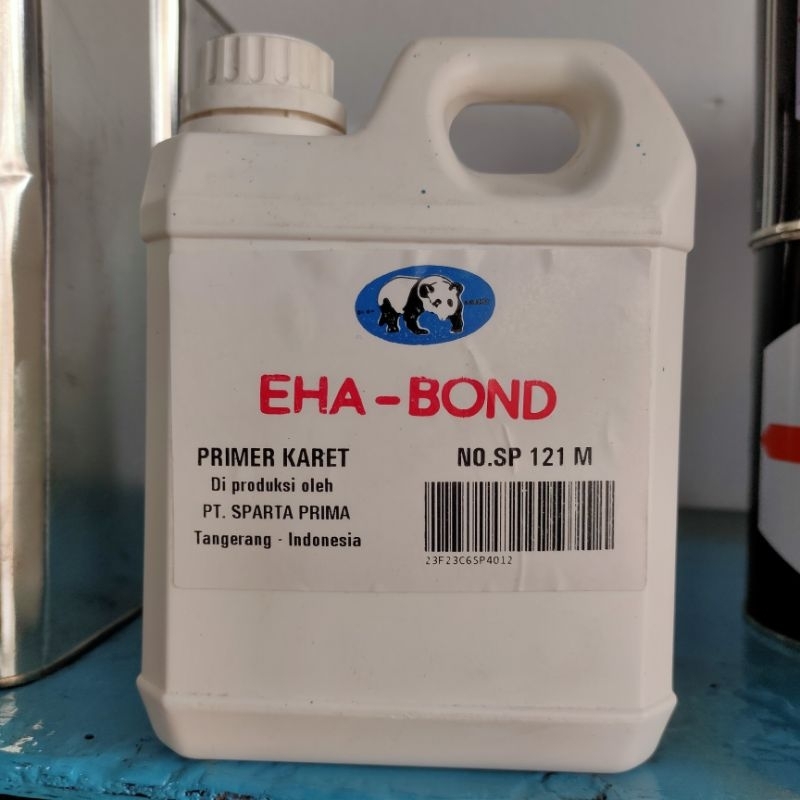 EHA-BOND
PRIMER KARET
Di produksi oleh
PT. SPARTA PRIMA
Tangerang - Indonesia
NO.SP 121 M
23F23C65P4012